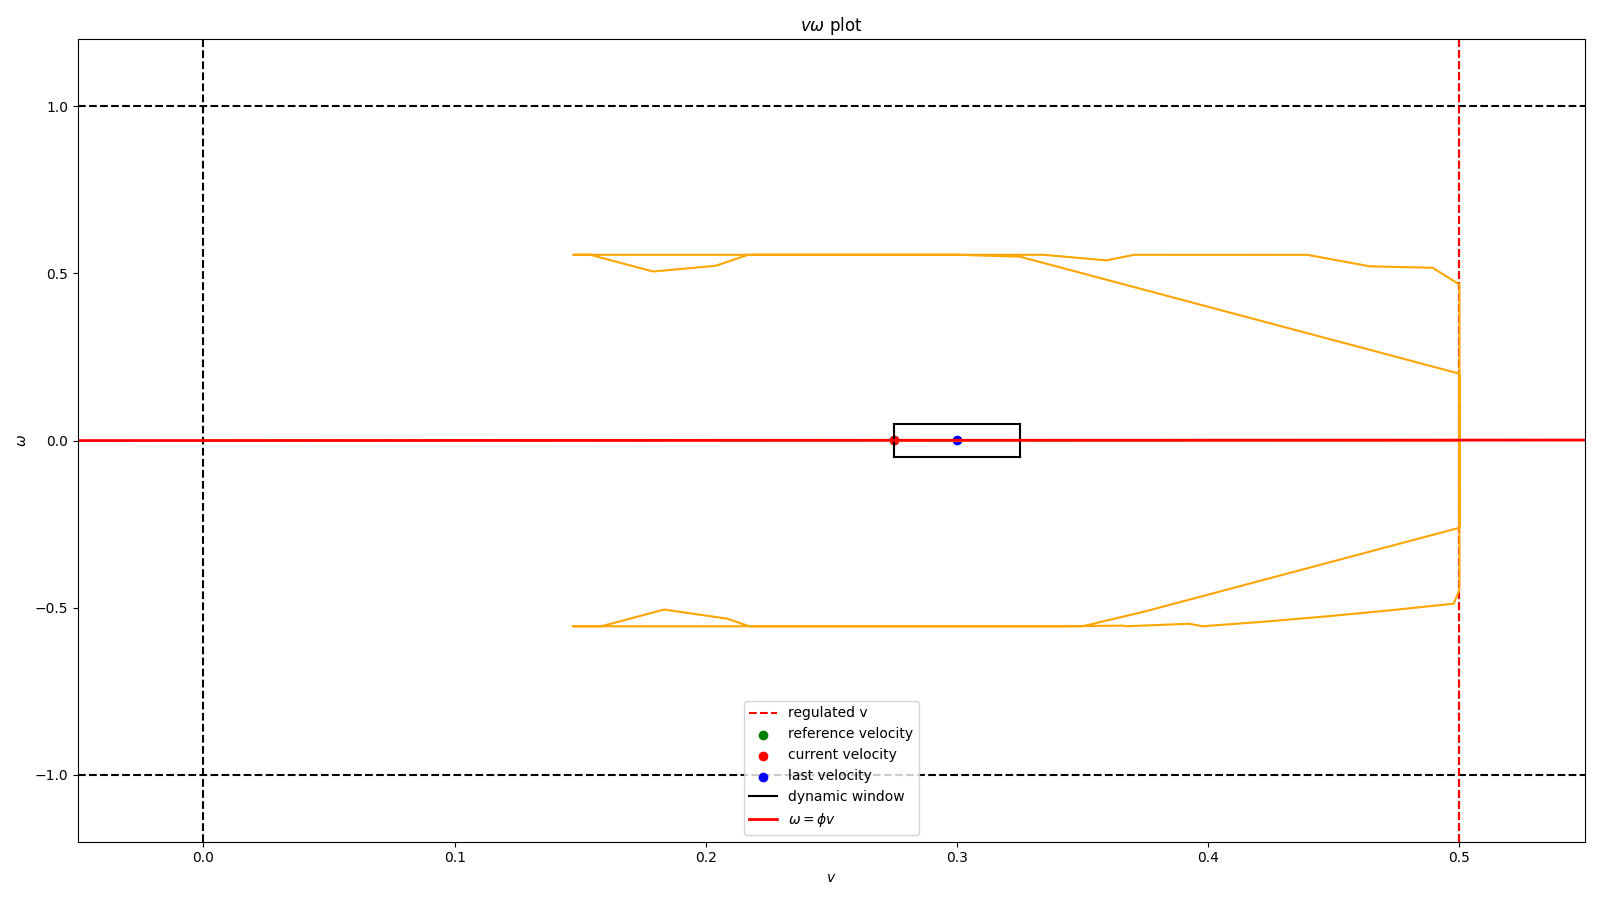 vω plot
1.0
0.5
0.0
−0.5
−1.0
ω
regulated v
reference velocity
current velocity
last velocity
dynamic window
ω = ϕv
0.0 0.1 0.2 0.3 0.4 0.5
v